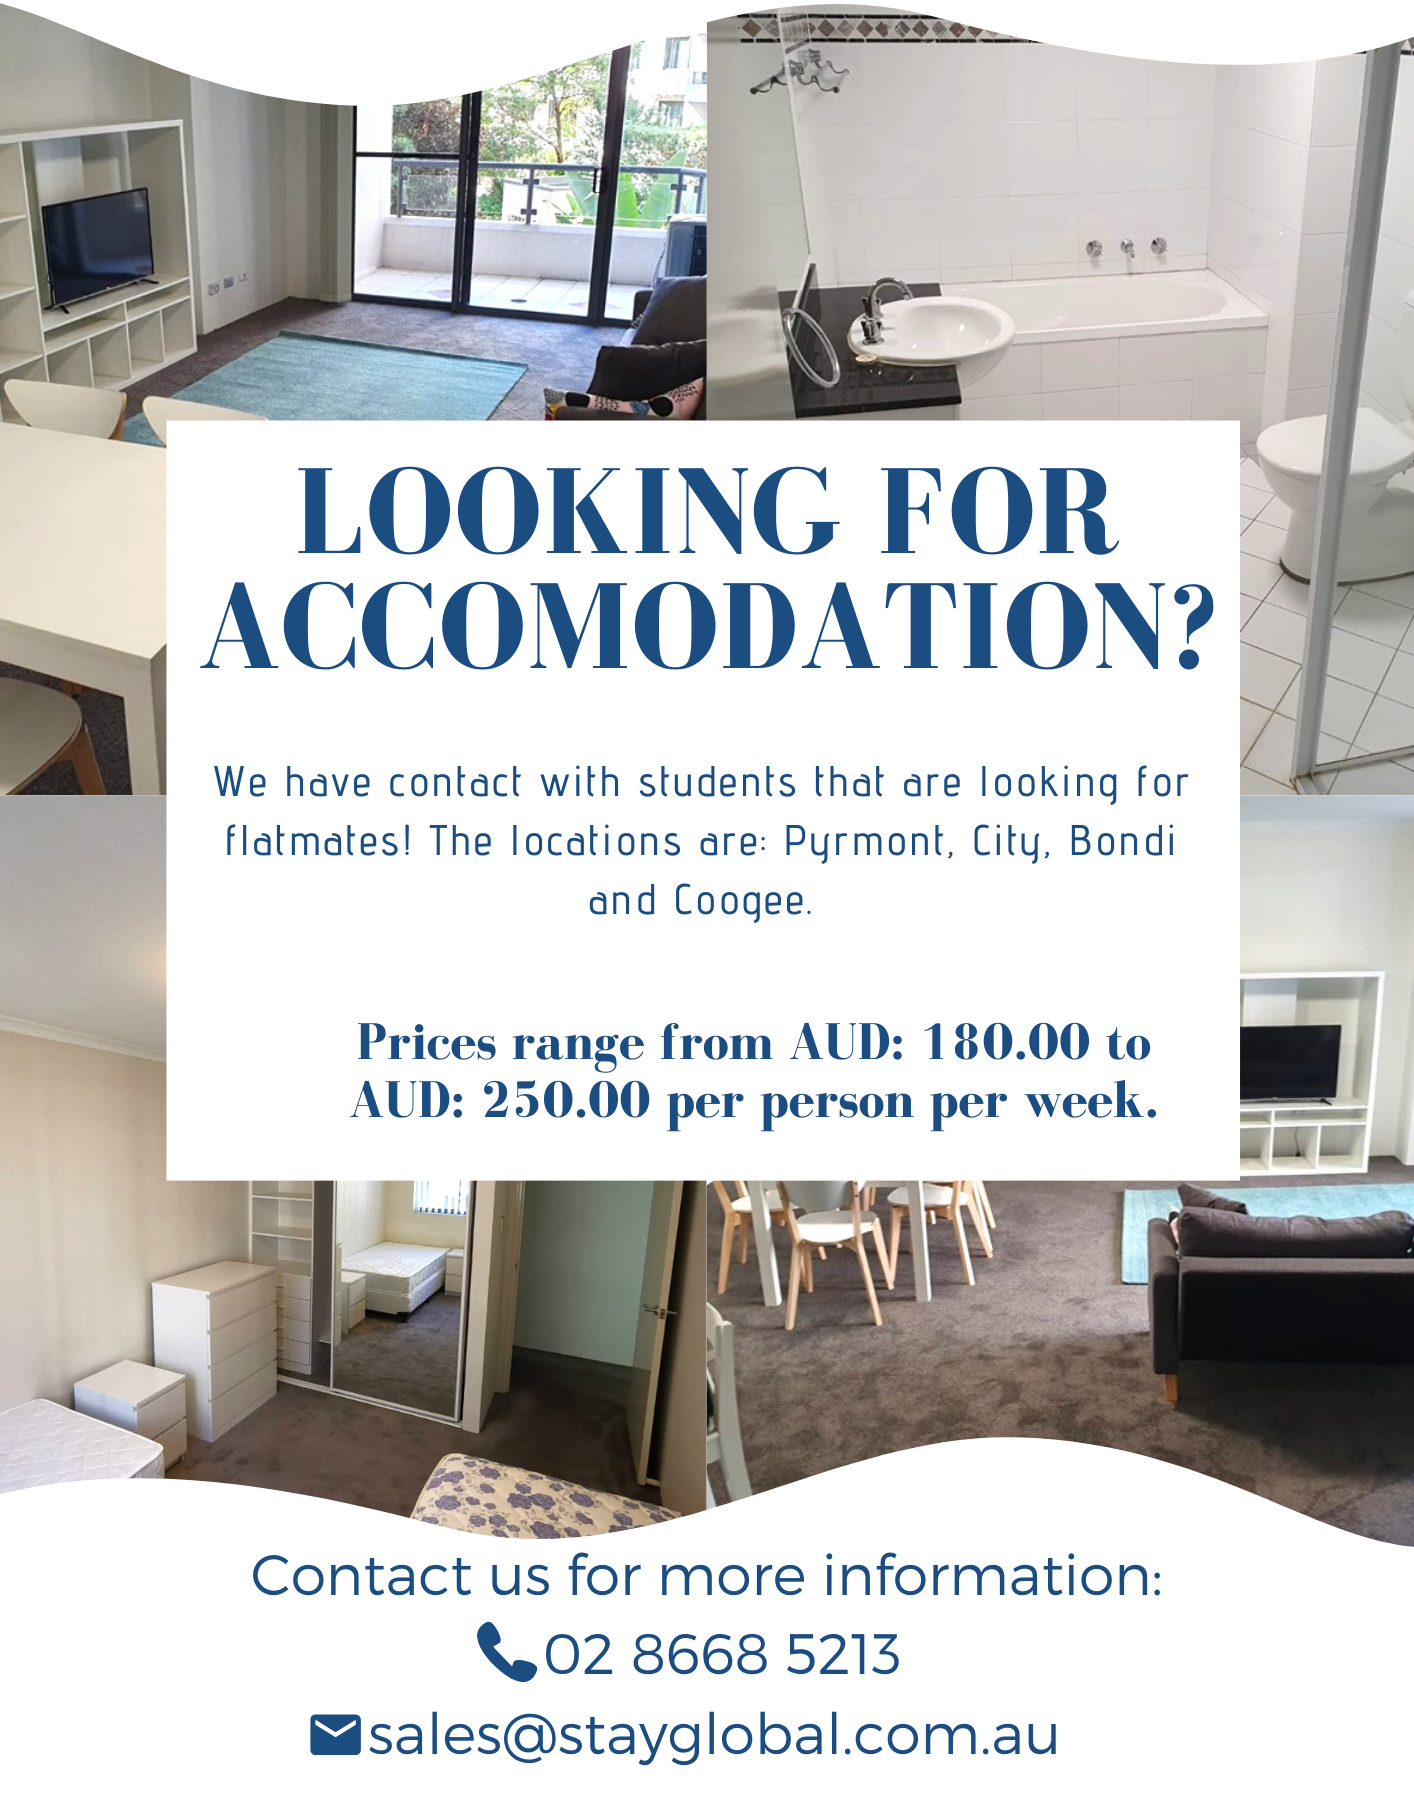 LOOKING FOR
ACCOMODATION?
We have contact with students that are looking for
flatmates! The locations are: Pyrmont, City, Bondi
and Coogee.
Prices range from AUD: 180.00 to
AUD: 250.00 per person per week.
Contact us for more information:
02 8668 5213
sales@stayglobal.com.au